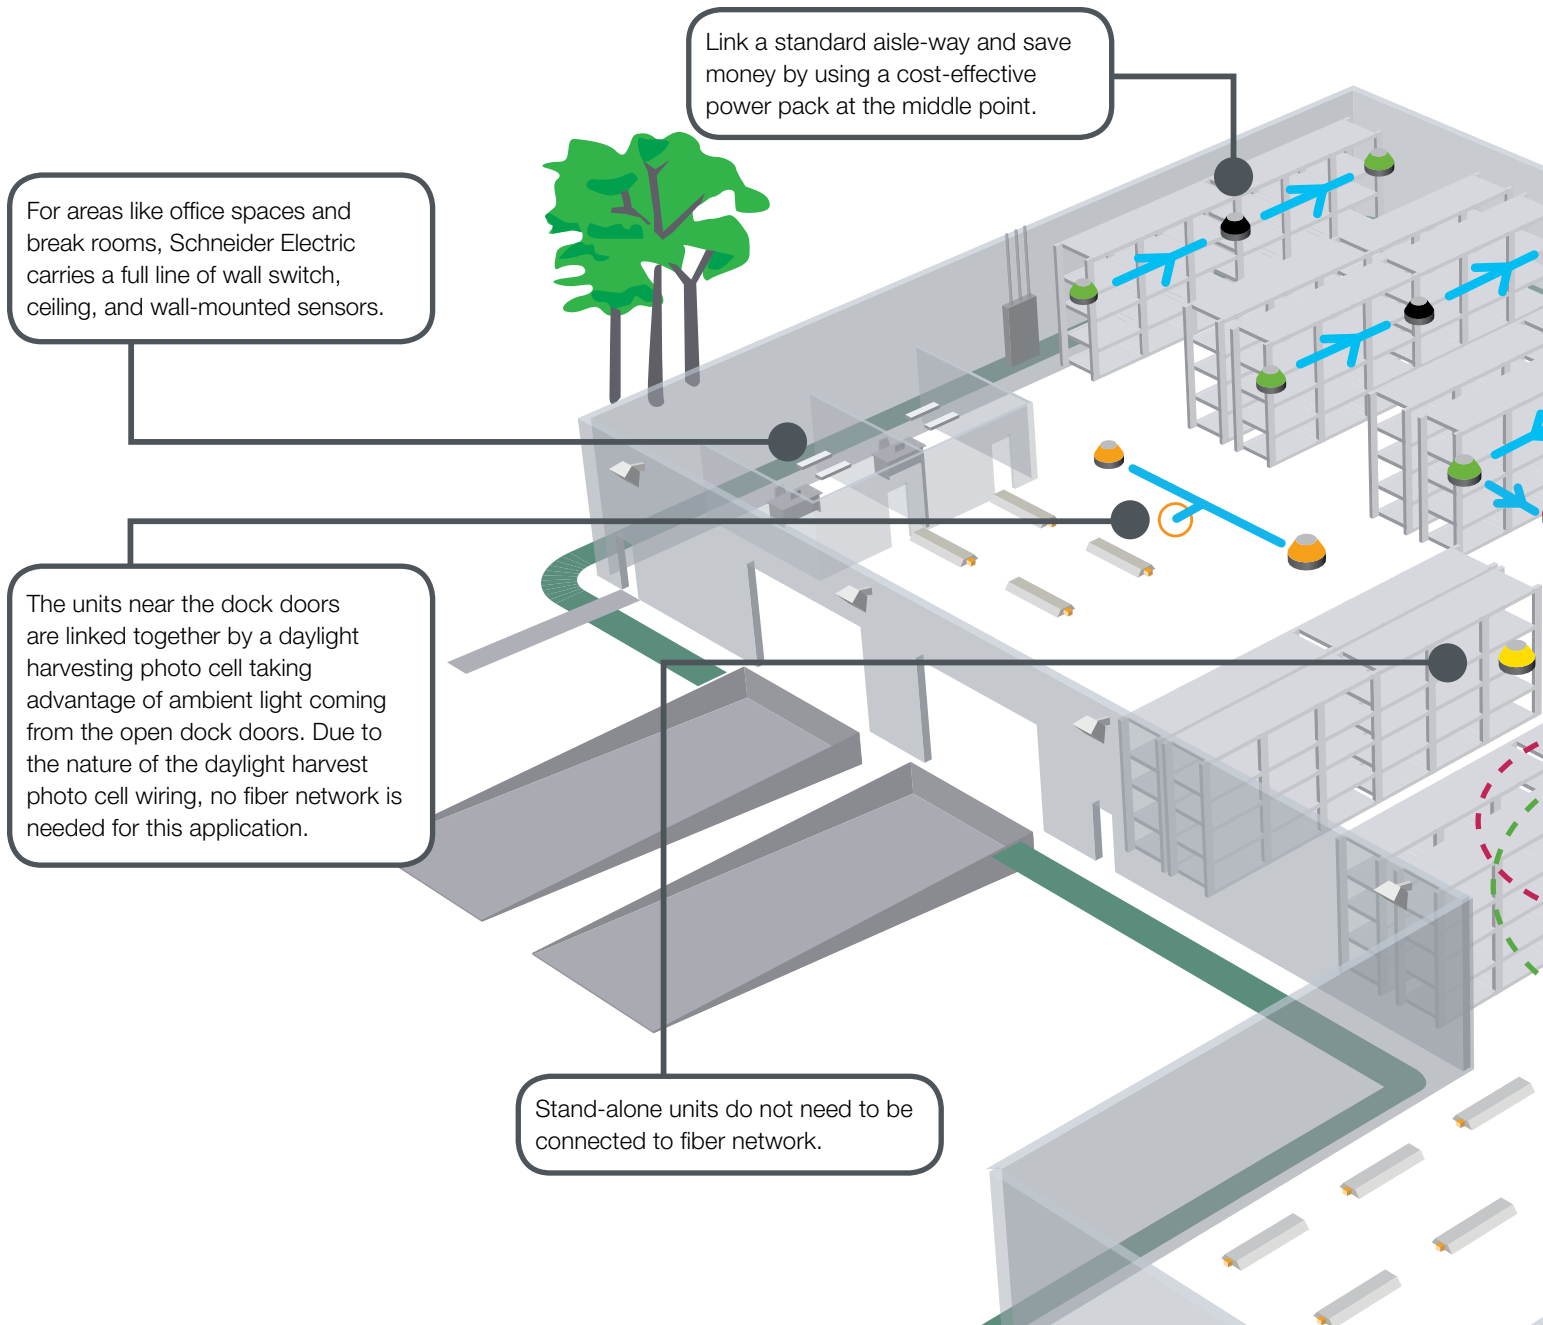 Link a standard aisle-way and save
money by using a cost-effective
power pack at the middle point.
For areas like office spaces and
break rooms, Schneider Electric
carries a full line of wall switch,
ceiling, and wall-mounted sensors.
The units near the dock doors
are linked together by a daylight
harvesting photo cell taking
advantage of ambient light coming
from the open dock doors. Due to
the nature of the daylight harvest
photo cell wiring, no fiber network is
needed for this application.
Stand-alone units do not need to be
connected to fiber network.